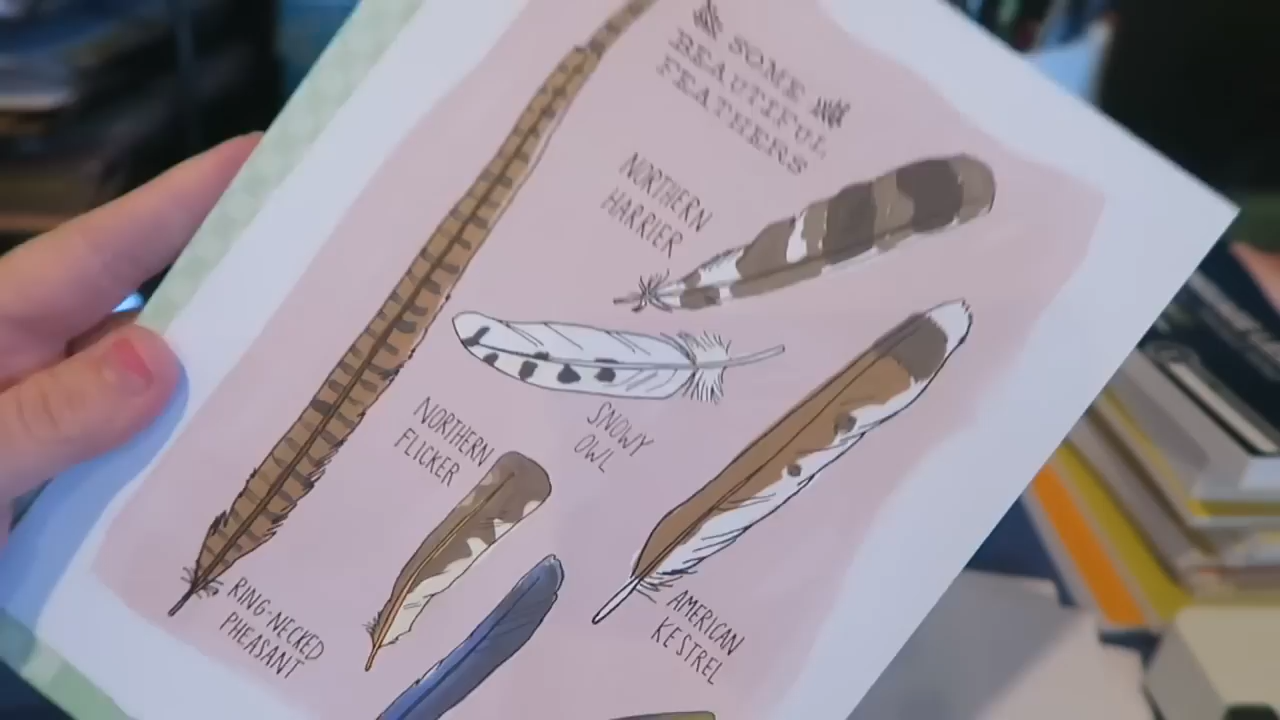 SOME
BEAUTIFUL
FEATHERS
NORTHERN
HARRIER
SNOWY
OWL
NORTHERN
FLICKER
AMERICAN
KESTREL
RING-NECKED
PHEASANT